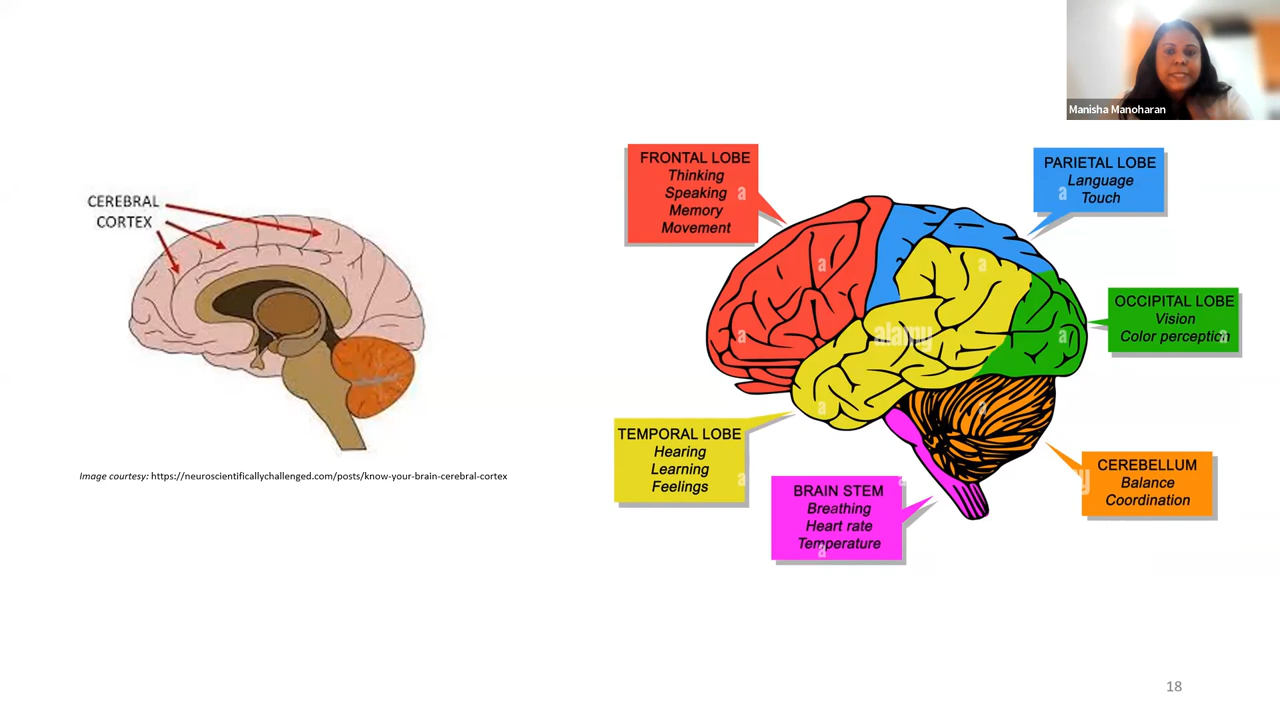 Manisha Manoharan
CEREBRAL
CORTEX
Image courtesy: https://neuroscientificallychallenged.com/posts/know-your-brain-cerebral-cortex
FRONTAL LOBE
Thinking
Speaking
Memory
Movement
PARIETAL LOBE
Language
Touch
OCCIPITAL LOBE
Vision
Color perception
TEMPORAL LOBE
Hearing
Learning
Feelings
BRAIN STEM
Breathing
Heart rate
Temperature
CEREBELLUM
Balance
Coordination
alamy
a
a
a
a
a
a
a
a
a
a
a
18